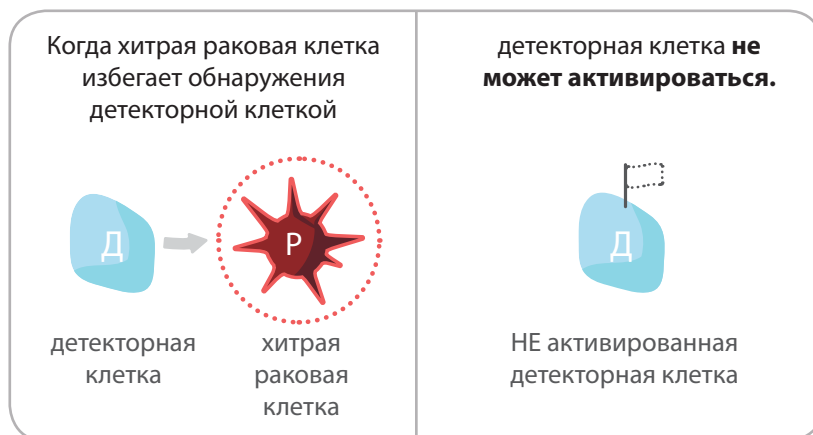 Когда хитрая раковая клетка
избегает обнаружения
детекторной клеткой
Д
Р
детекторная
клетка
хитрая
раковая
клетка
детекторная клетка не
может активироваться.
Д
НЕ активированная
детекторная клетка